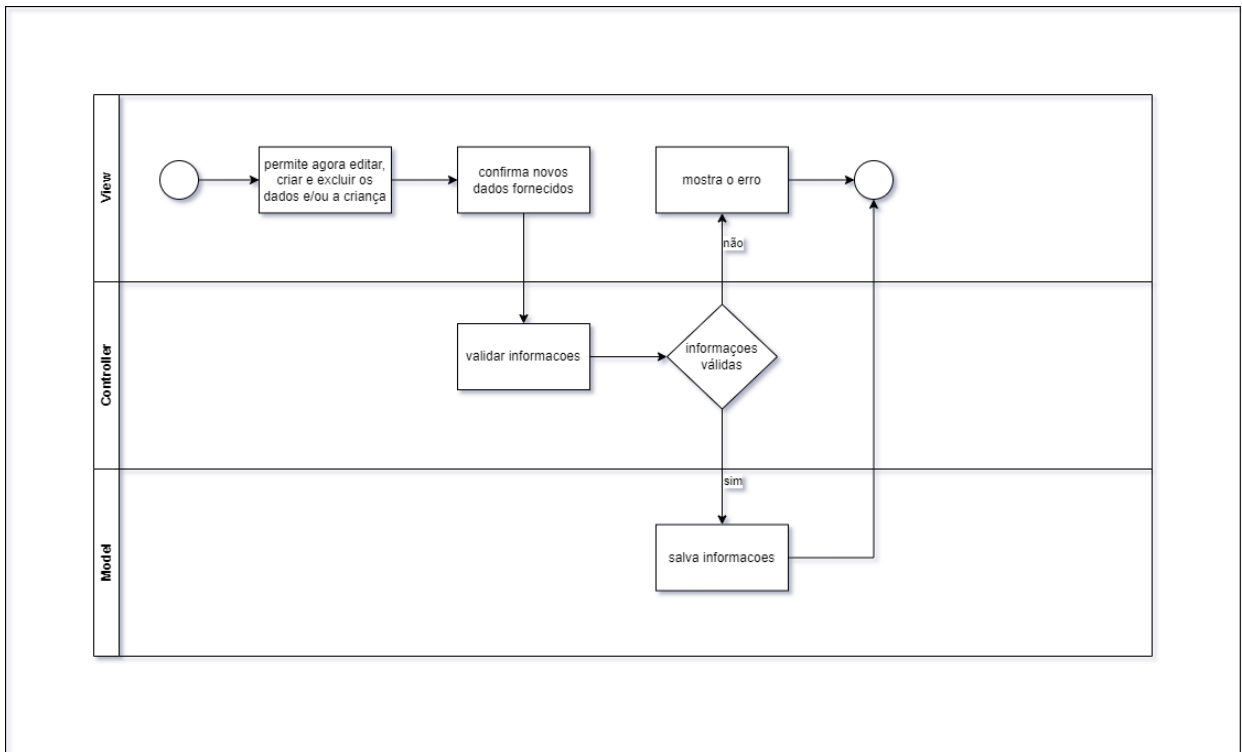 View
permite agora editar,
criar e excluir os
dados e/ou a criança
confirma novos
dados fornecidos
mostra o erro
não
Controller
validar informacoes
informaçoes
válidas
sim
Model
salva informacoes